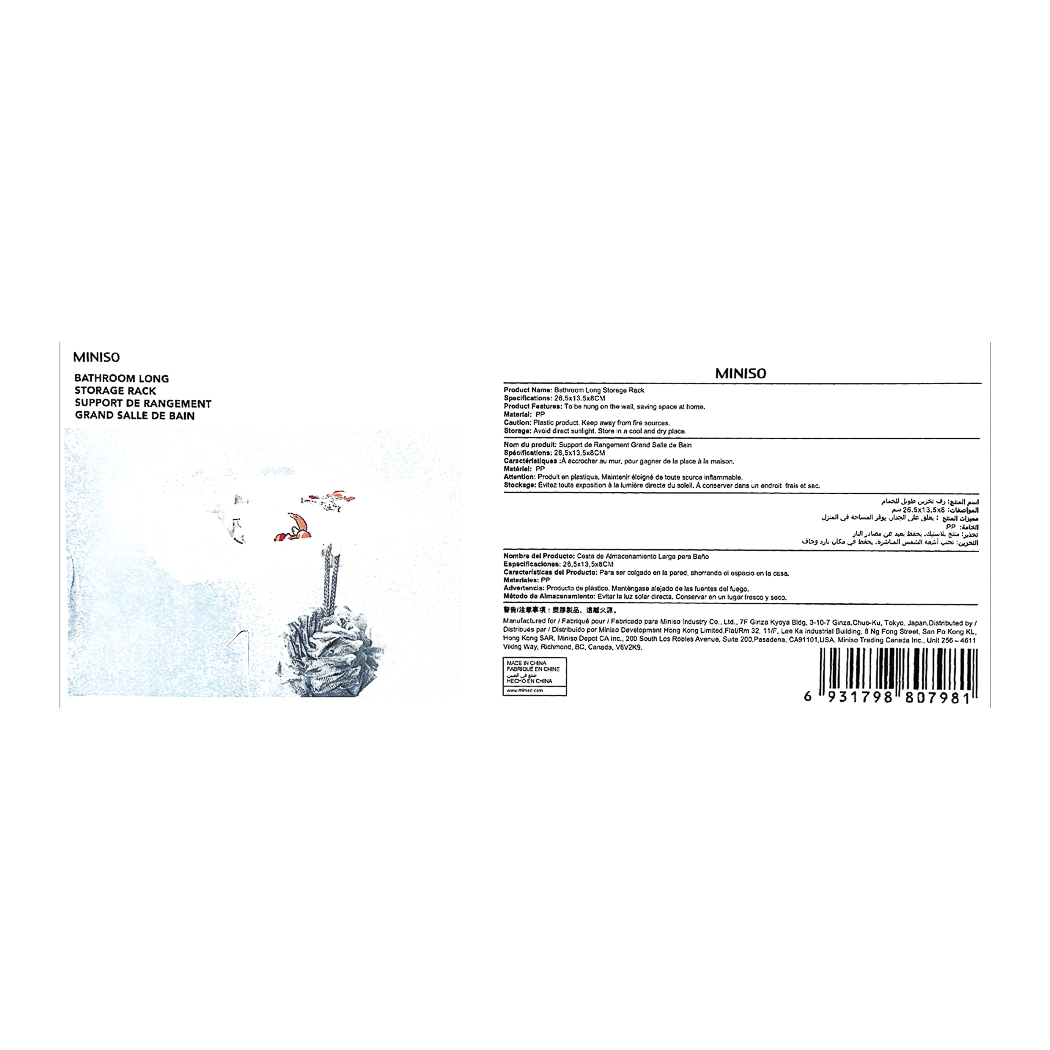 MINISO
BATHROOM LONG
STORAGE RACK
SUPPORT DE RANGEMENT
GRAND SALLE DE BAIN
MINISO
Product Name: Bathroom Long Storage Rack
Specifications: 26,5x13,5x8CM
Product Features: To be hung on the wall, saving space at home.
Material: PP
Caution: Plastic product. Keep away from fire sources.
Storage: Avoid direct sunlight. Store in a cool and dry place.
Nom du produit: Support de Rangement Grand Salle de Bain
Spécifications: 26,5x13,5x8CM
Caractéristiques :À accrocher au mur, pour gagner de la place à la maison.
Matériel: PP
Attention: Produit en plastique, Maintenir éloigné de toute source inflammable.
Stockage: Évitez toute exposition à la lumière directe du soleil. À conserver dans un endroit frais et sec.
اسم المنتج: رف تخزين طويل للحمام
المواصفات: 26.5x13.5x8 سم
مميزات المنتج : يعلق على الجدار، يوفر المساحة في المنزل
الخامة: PP
تحذير: منتج بلاستيك، يحفظ بعيد عن مصادر النار
التخزين: تجنب أشعة الشمس المباشرة، يحفظ في مكان بارد وجاف
Nombre del Producto: Cesta de Almacenamiento Larga para Baño
Especificaciones: 26,5x13,5x8CM
Características del Producto: Para ser colgado en la pared, ahorrando el espacio en la casa.
Materiales: PP
Advertencia: Producto de plástico. Manténgase alejado de las fuentes del fuego.
Método de Almacenamiento: Evitar la luz solar directa, Conservar en un lugar fresco y seco.
警告/注意事項：塑膠製品、遠離火源。
Manufactured for / Fabriqué pour / Fabricado para Miniso Industry Co., Ltd., 7F Ginza Kyoya Bldg, 3-10-7 Ginza,Chuo-Ku, Tokyo, Japan,Distributed by /
Distribués par / Distribuido por Miniso Development Hong Kong Limited.Flat/Rm 32, 11/F, Lee Ka Industrial Building, 8 Ng Fong Street, San Po Kong KL,
Hong Kong SAR, Miniso Depot CA Inc., 200 South Los Robles Avenue, Suite 200,Pasadena, CA91101,USA, Miniso Trading Canada Inc., Unit 256 – 4611
Viking Way, Richmond, BC, Canada, V6V2K9.
MADE IN CHINA
FABRIQUÉ EN CHINE
صنع في الصين
HECHO EN CHINA
www.miniso.com
6 931798 807981